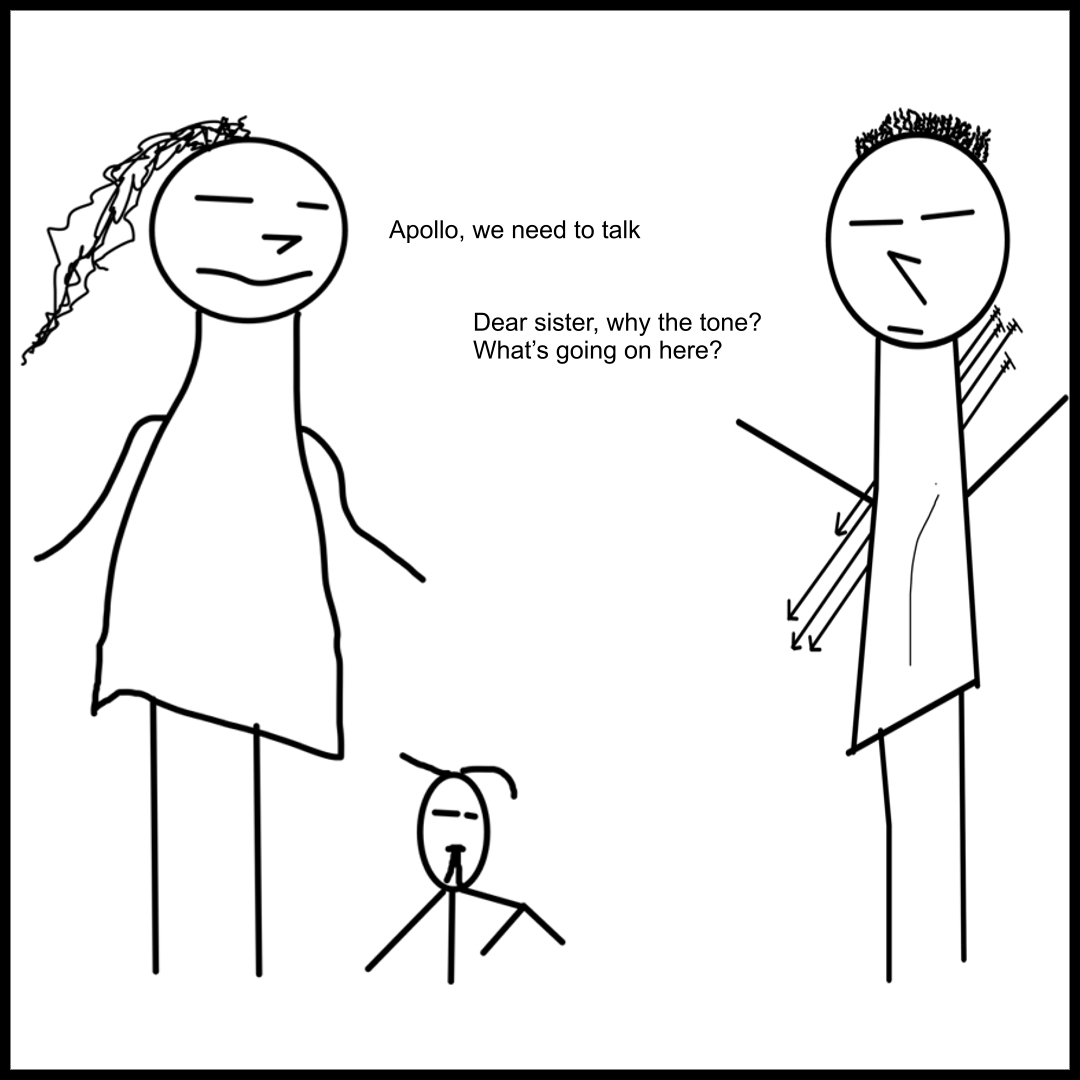 Apollo, we need to talk
Dear sister, why the tone?
What’s going on here?